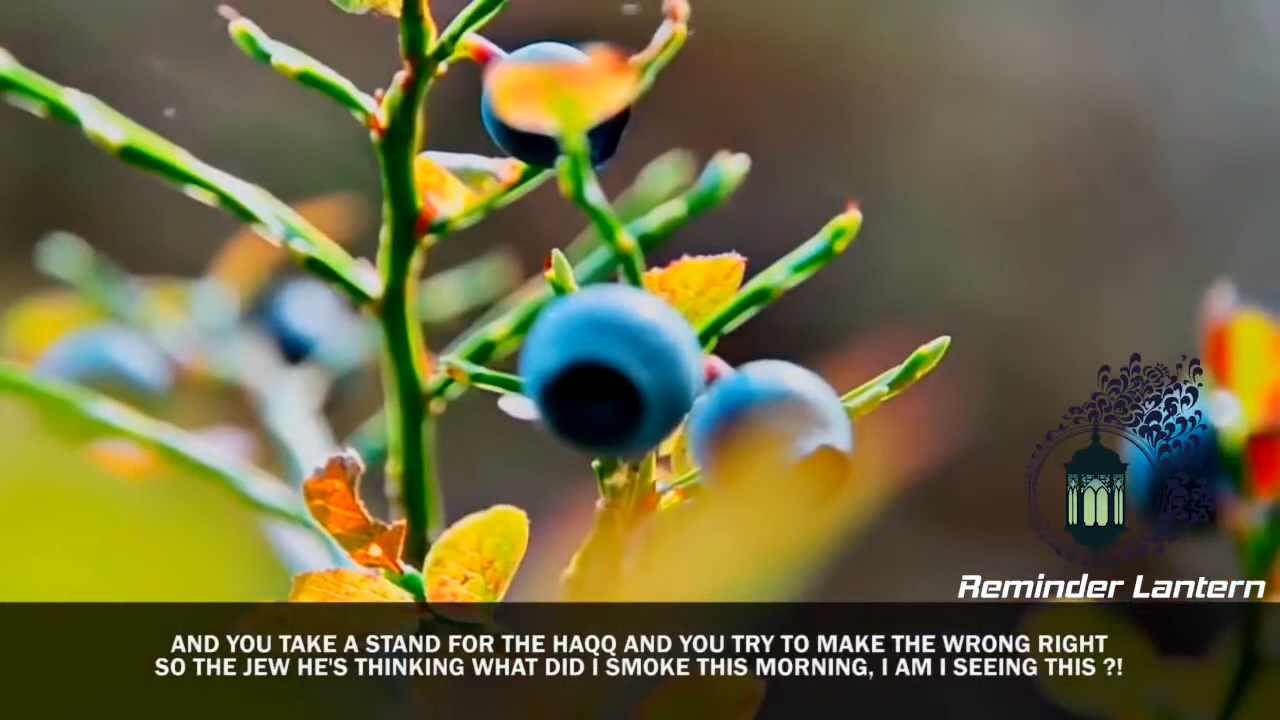 Reminder Lantern
AND YOU TAKE A STAND FOR THE HAQQ AND YOU TRY TO MAKE THE WRONG RIGHT
SO THE JEW HE'S THINKING WHAT DID I SMOKE THIS MORNING, I AM I SEEING THIS ?!